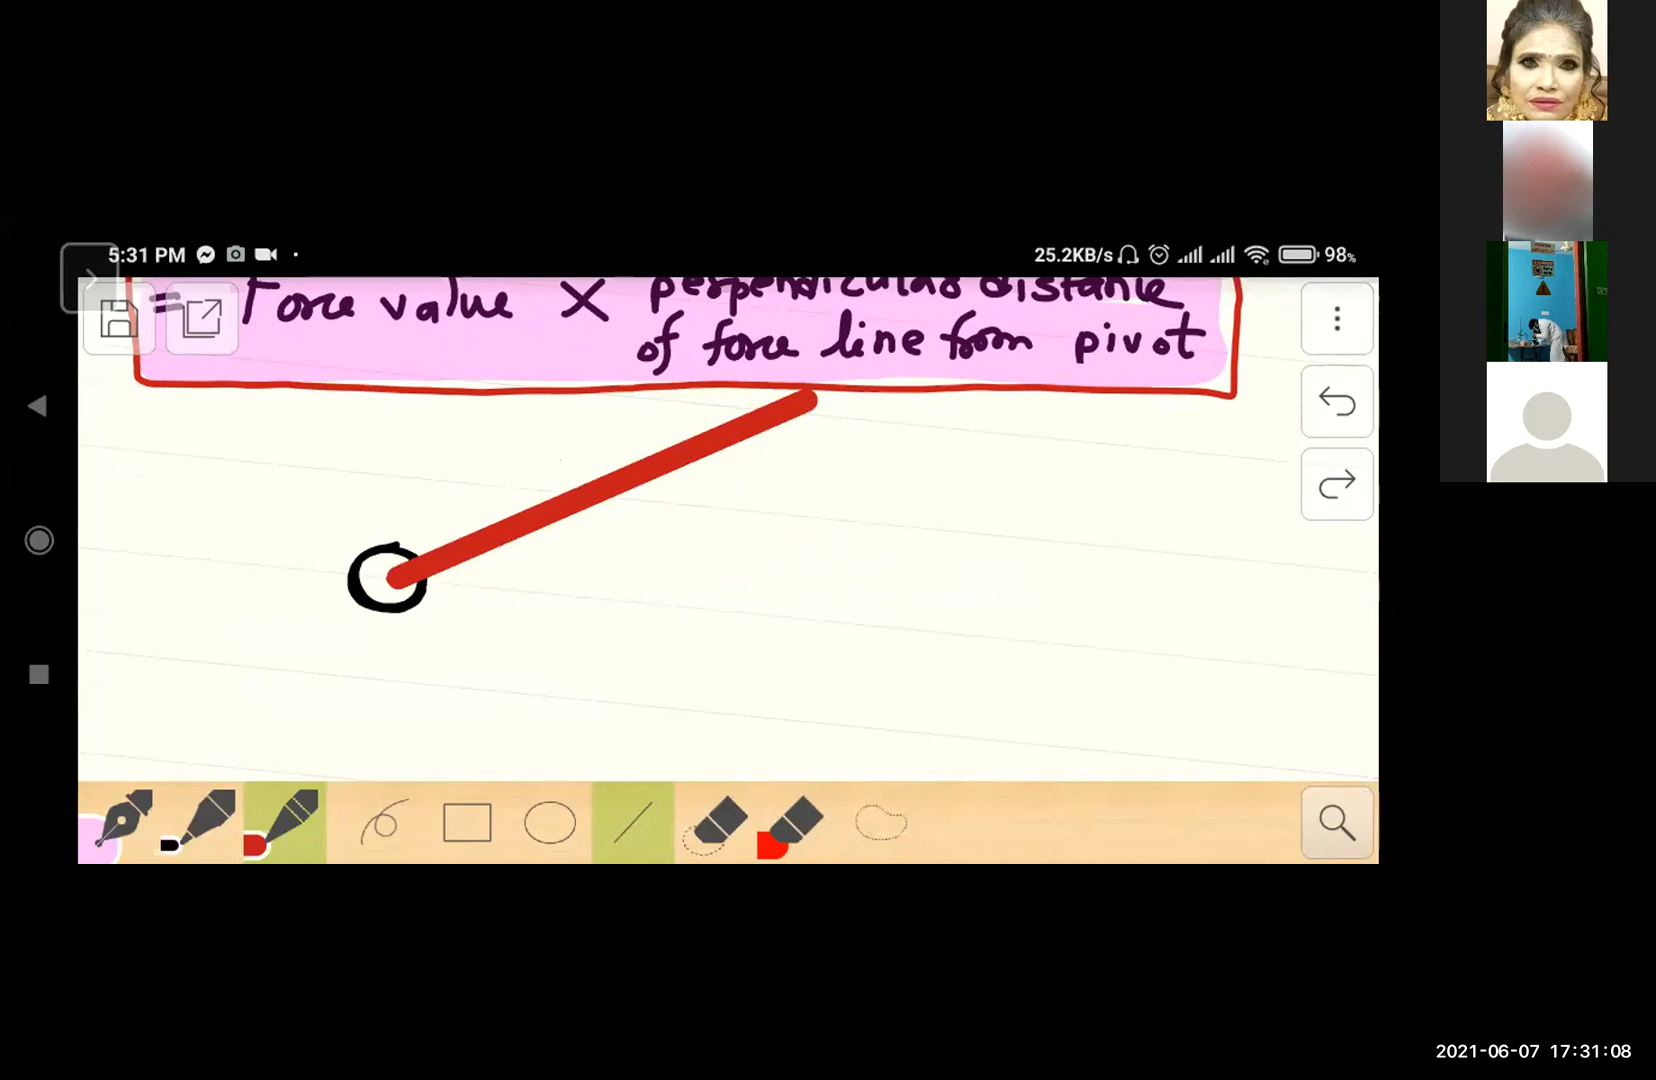 5:31 PM
25.2KB/s
98%
= Force value × perpendicular distance
of force line from pivot
2021-06-07 17:31:08